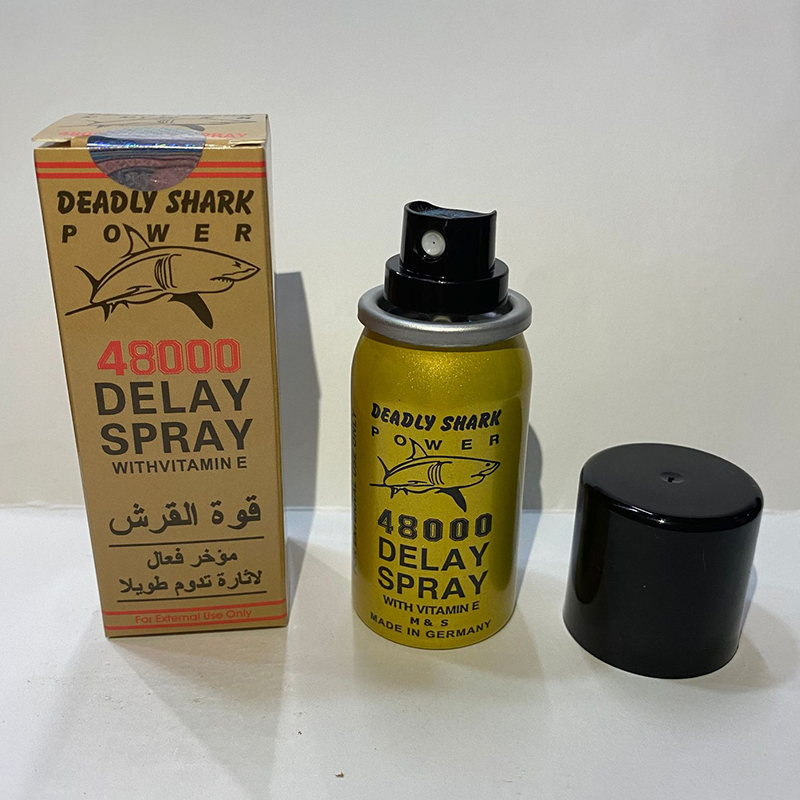 DEADLY SHARK
POWER
48000
DELAY
SPRAY
WITHVITAMIN E
قوة القرش
مؤخر فعال
لاثارة تدوم طويلا
For External Use Only
DEADLY SHARK
POWER
48000
DELAY
SPRAY
WITH VITAMIN E
M & S
MADE IN GERMANY